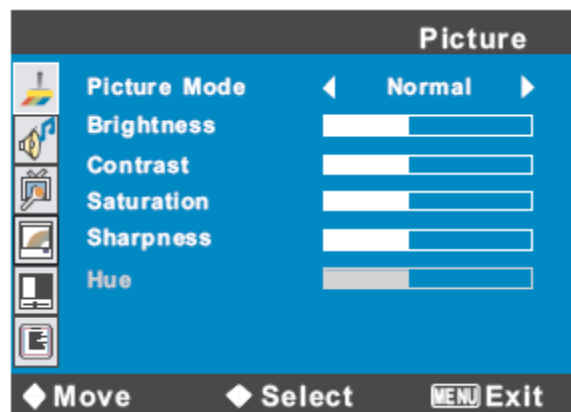 Picture
Picture Mode Normal
Brightness
Contrast
Saturation
Sharpness
Hue
Move Select MENU Exit